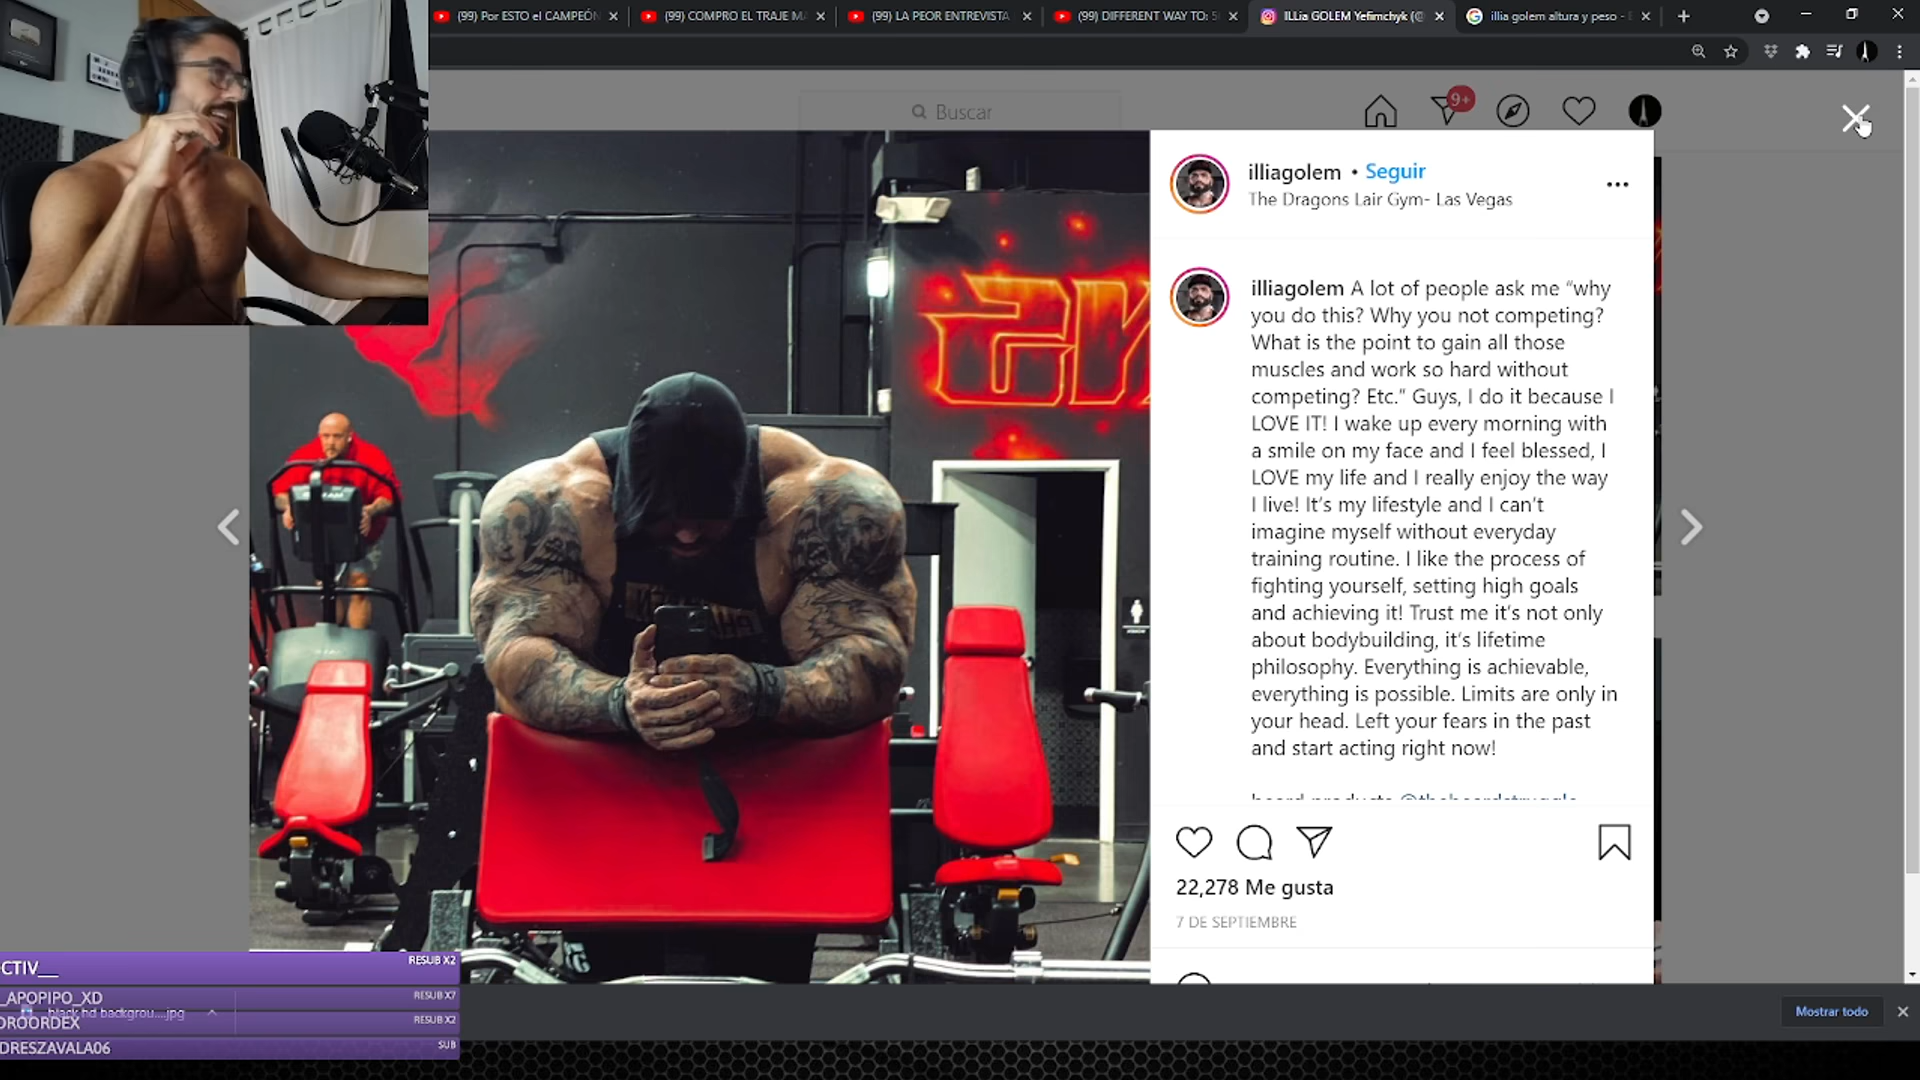 (99) Por ESTO el CAMPEÓN
(99) COMPRO EL TRAJE MA
(99) LA PEOR ENTREVISTA
(99) DIFFERENT WAY TO: 5
ILLia GOLEM Yefimchyk (@
illia golem altura y peso -
Buscar
9+
illiagolem • Seguir
The Dragons Lair Gym- Las Vegas
illiagolem A lot of people ask me “why
you do this? Why you not competing?
What is the point to gain all those
muscles and work so hard without
competing? Etc.” Guys, I do it because I
LOVE IT! I wake up every morning with
a smile on my face and I feel blessed, I
LOVE my life and I really enjoy the way
I live! It’s my lifestyle and I can’t
imagine myself without everyday
training routine. I like the process of
fighting yourself, setting high goals
and achieving it! Trust me it’s not only
about bodybuilding, it’s lifetime
philosophy. Everything is achievable,
everything is possible. Limits are only in
your head. Left your fears in the past
and start acting right now!
beard products @thebeardstruggle
22,278 Me gusta
7 DE SEPTIEMBRE
CTIV__ RESUB X2
_APOPIPO_XD RESUB X7
black hd backgrou....jpg
DROORDEX RESUB X2
DRESZAVALA06 SUB
Mostrar todo